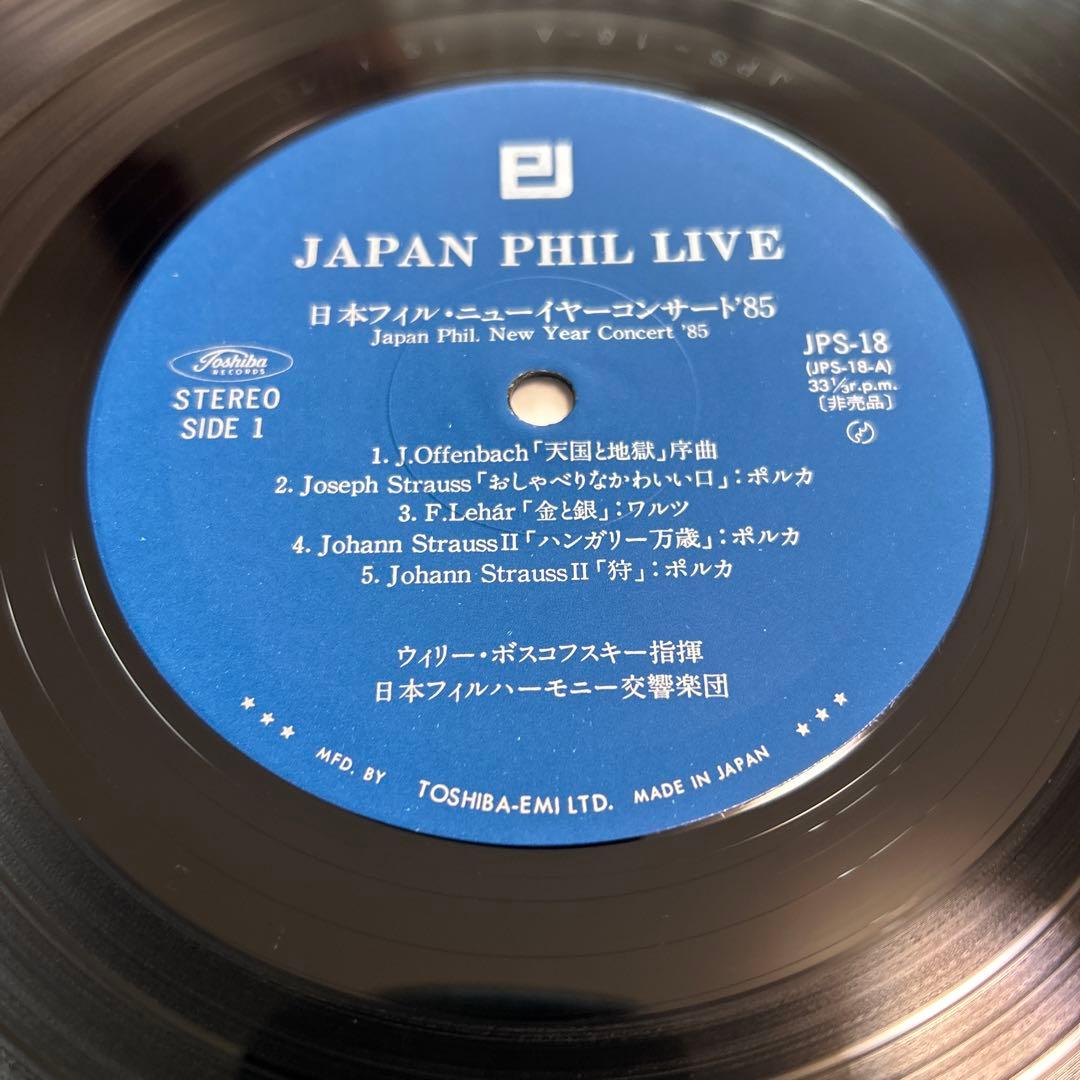 JPS-18-A
PJ
JAPAN PHIL LIVE
日本フィル・ニューイヤーコンサート'85
Japan Phil. New Year Concert '85
Toshiba
RECORDS
STEREO
SIDE 1
JPS-18
(JPS-18-A)
33⅓r.p.m.
〔非売品〕
1. J.Offenbach「天国と地獄」序曲
2. Joseph Strauss「おしゃべりなかわいい口」:ポルカ
3. F.Lehár「金と銀」:ワルツ
4. Johann StraussII「ハンガリー万歳」:ポルカ
5. Johann StraussII「狩」:ポルカ
ウィリー・ボスコフスキー指揮
日本フィルハーモニー交響楽団
★★★ MFD. BY TOSHIBA-EMI LTD. MADE IN JAPAN ★★★